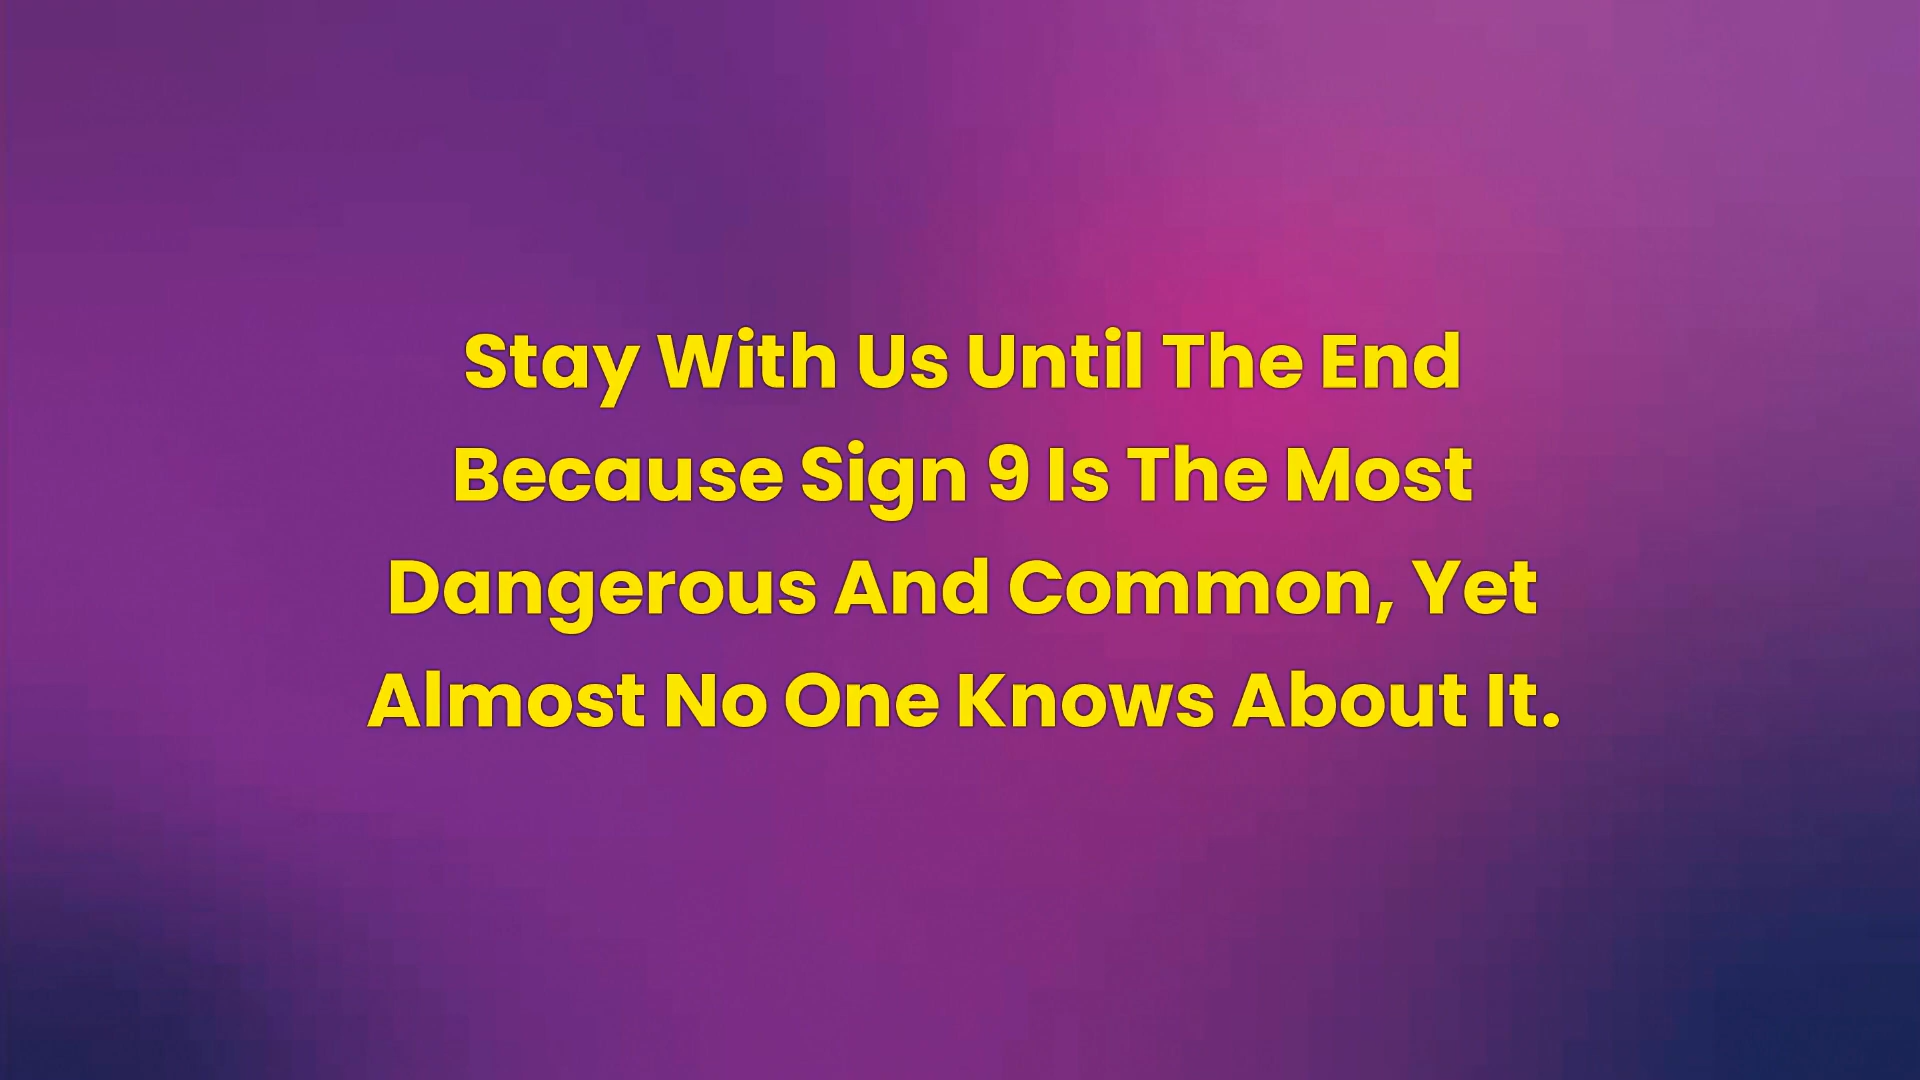 Stay With Us Until The End
Because Sign 9 Is The Most
Dangerous And Common, Yet
Almost No One Knows About It.